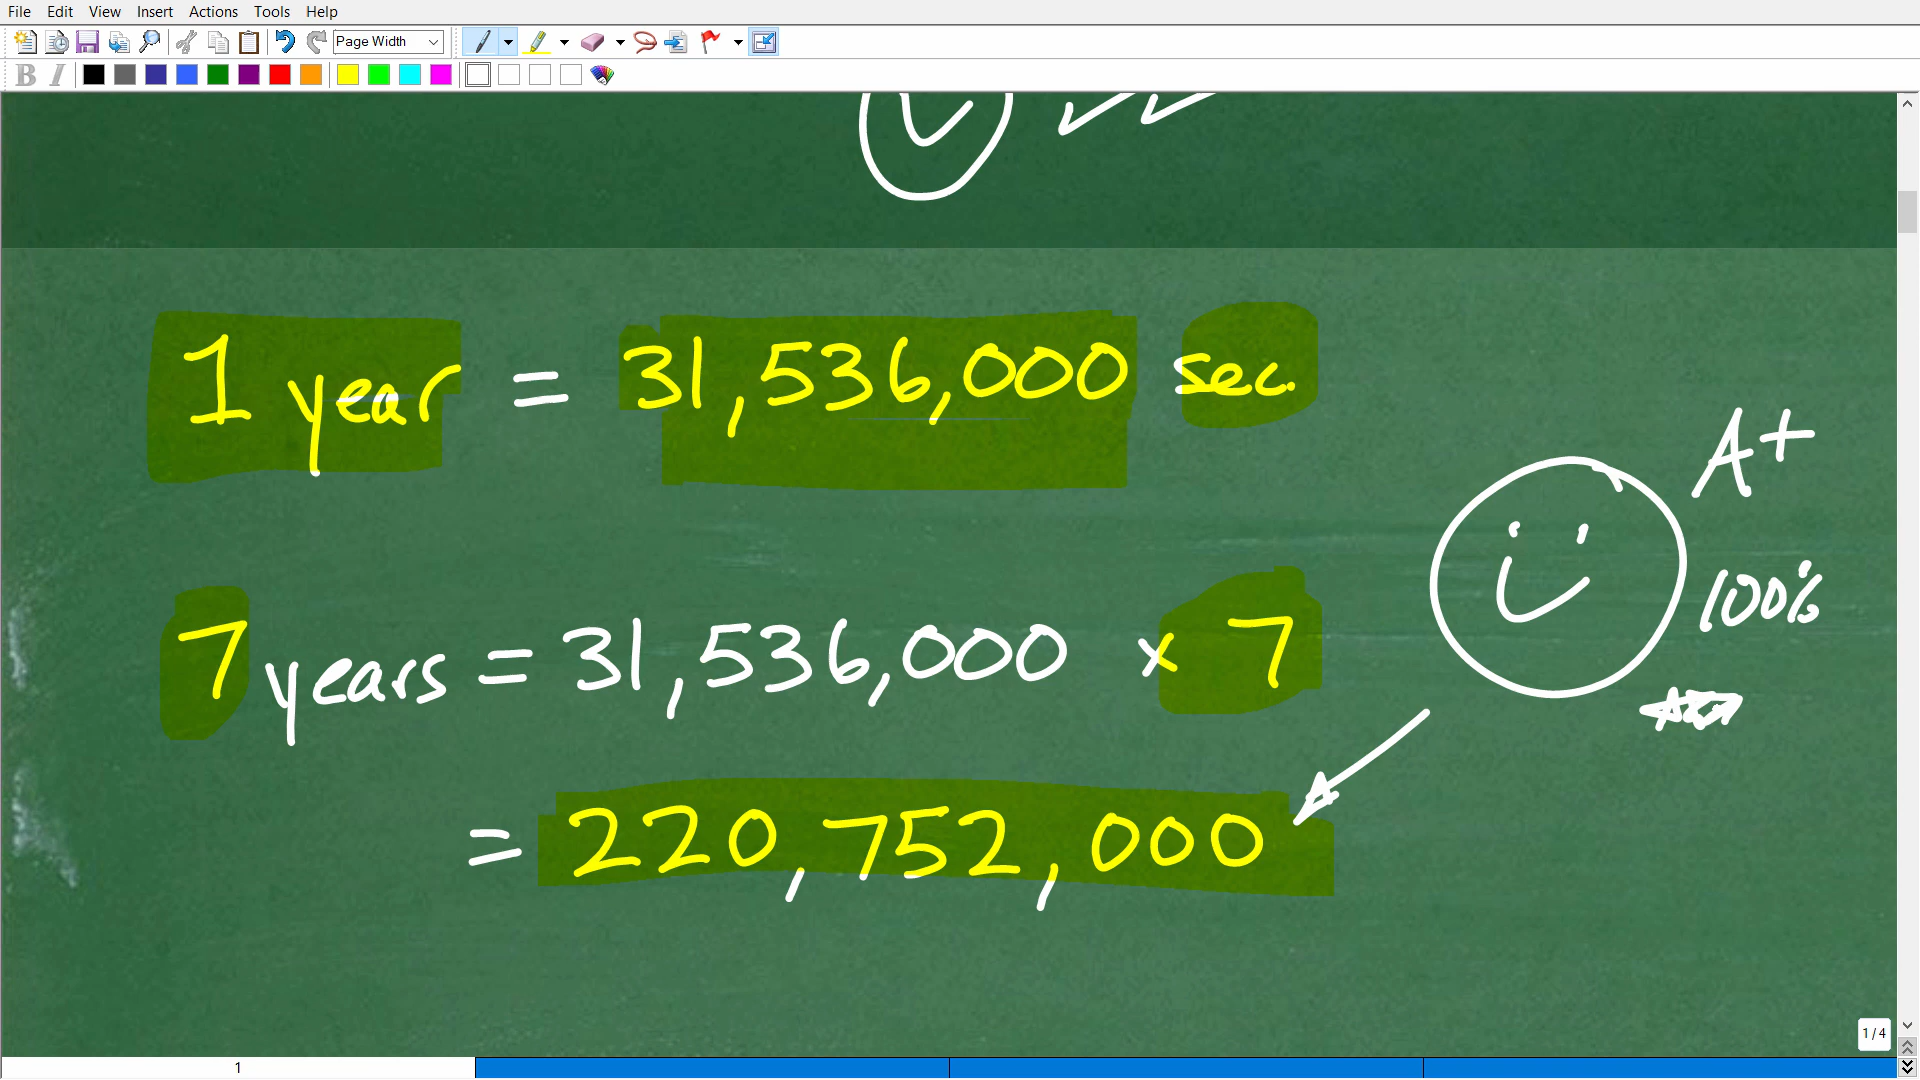 File Edit View Insert Actions Tools Help
Page Width
B I
1 year = 31,536,000 sec.
A+
100%
7 years = 31,536,000 x 7
= 220,752,000
1 / 4
1